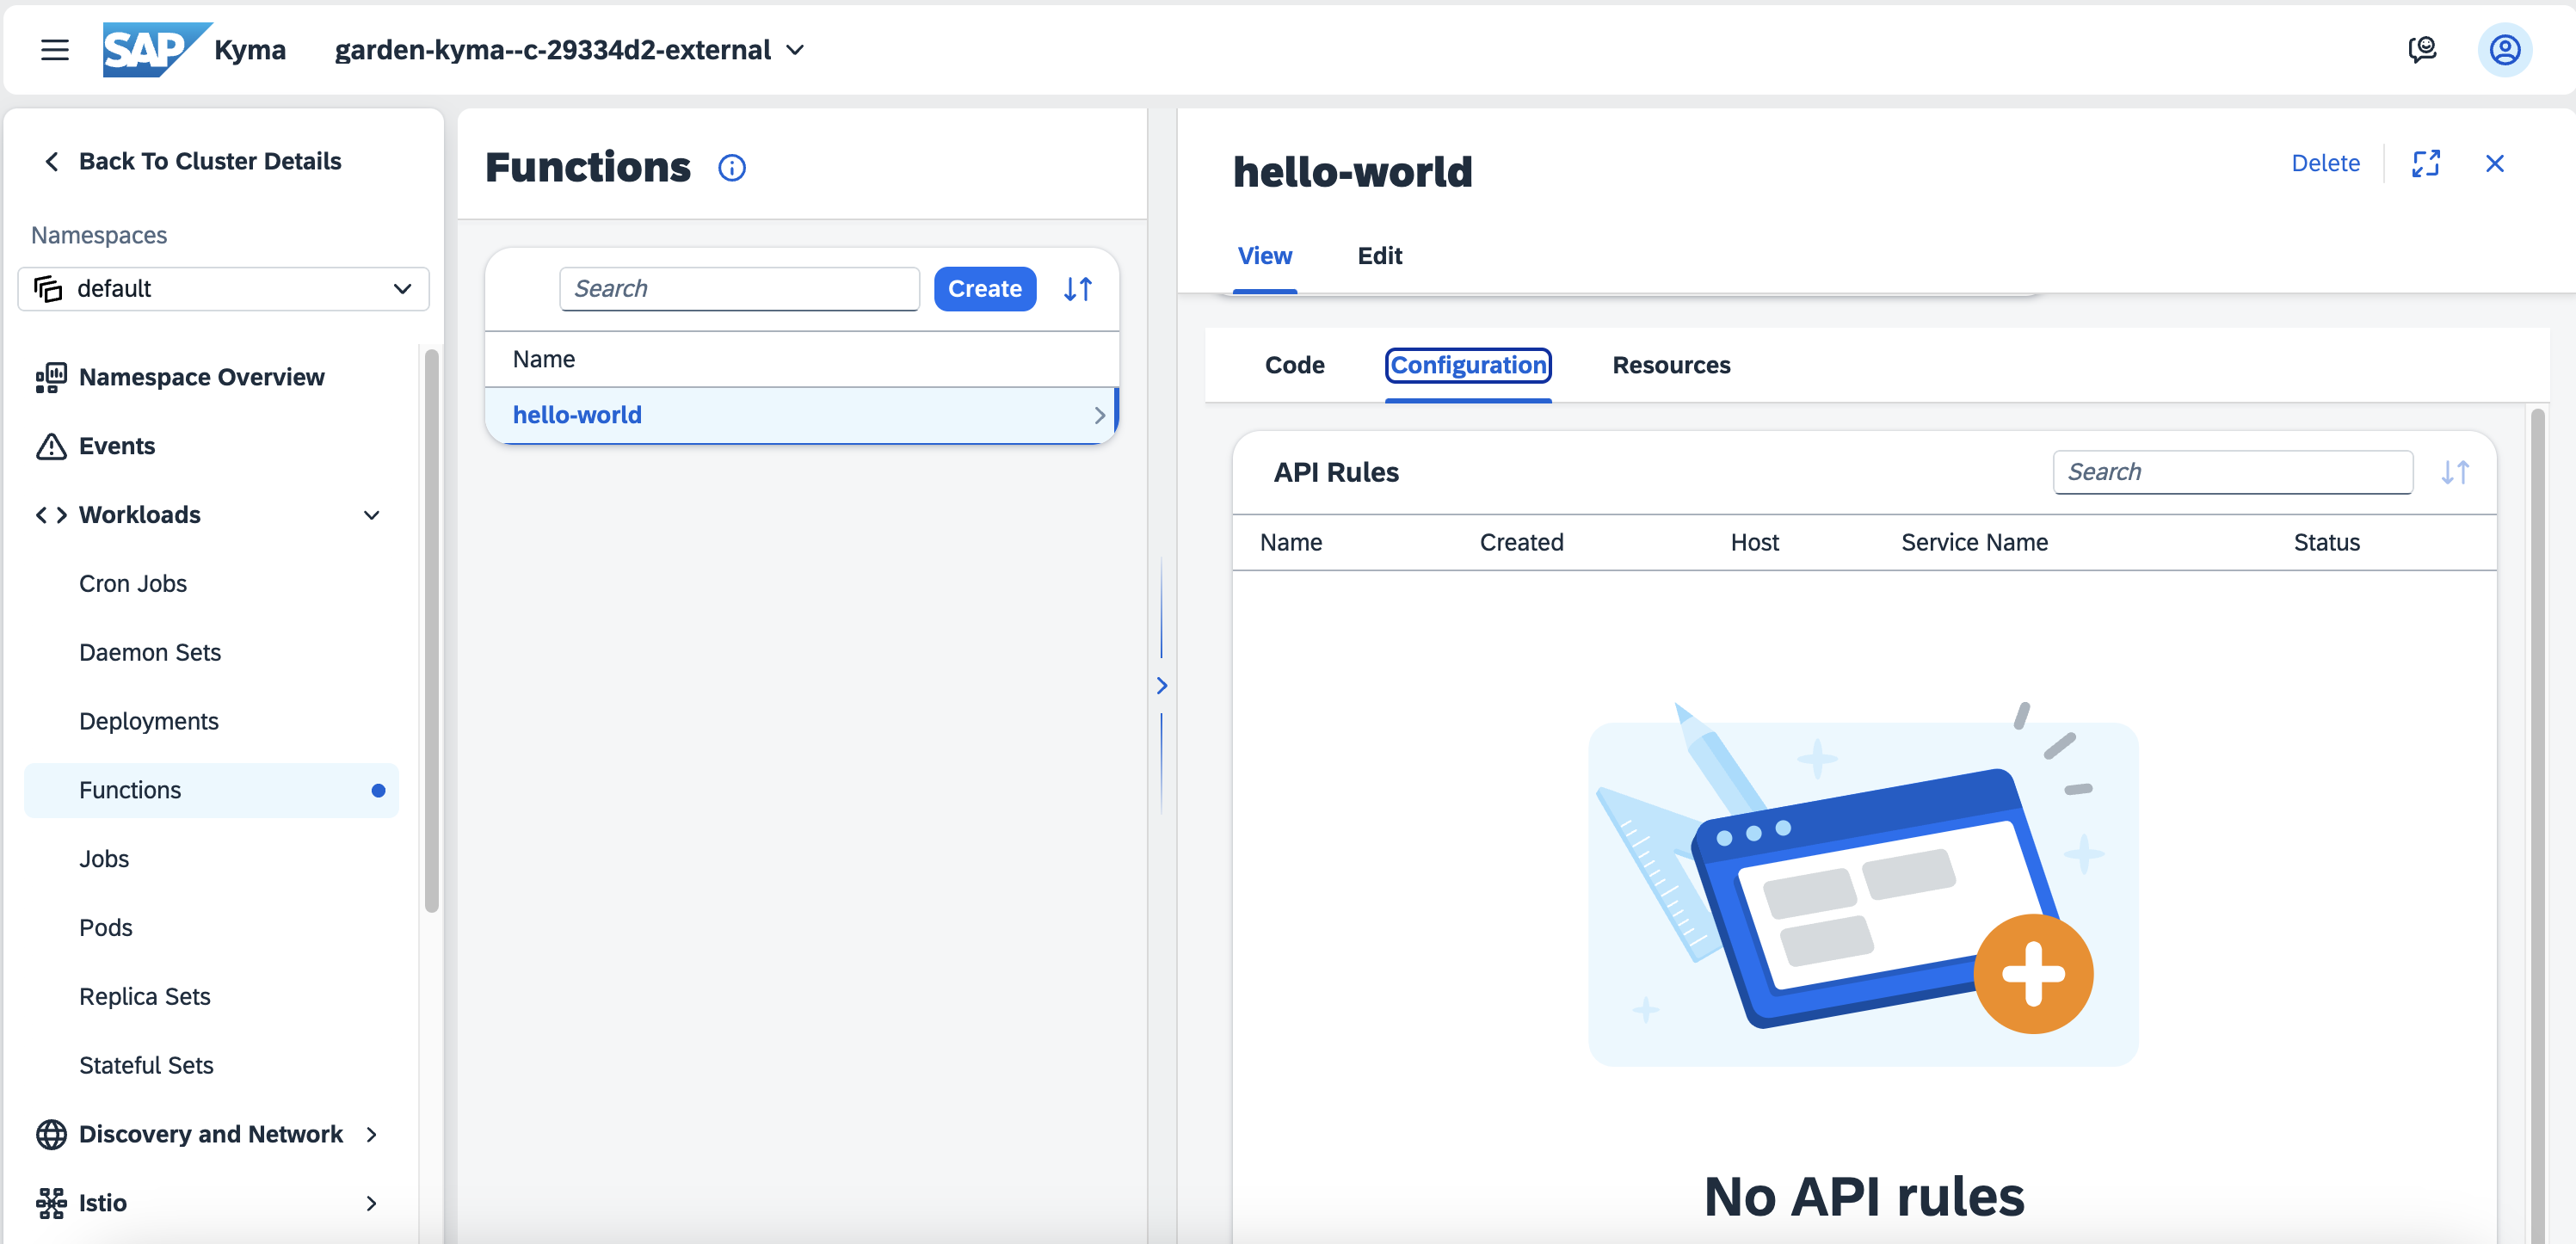 SAP Kyma garden-kyma--c-29334d2-external
Back To Cluster Details
Namespaces
default
Namespace Overview
Events
Workloads
Cron Jobs
Daemon Sets
Deployments
Functions
Jobs
Pods
Replica Sets
Stateful Sets
Discovery and Network
Istio
Functions
Search Create
Name
hello-world
hello-world
Delete
View Edit
Code Configuration Resources
API Rules Search
Name Created Host Service Name Status
No API rules